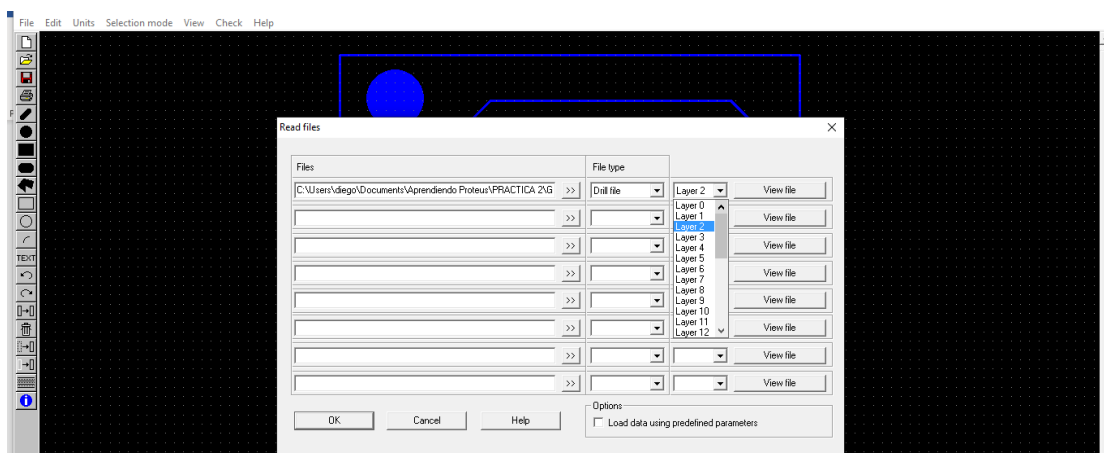 File Edit Units Selection mode View Check Help
Read files
Files File type
C:\Users\diego\Documents\Aprendiendo Proteus\PRACTICA 2\G >> Drill file Layer 2 View file
Layer 0
Layer 1
>> View file
Layer 2
Layer 3
>> View file
Layer 4
Layer 5
Layer 6
>> View file
Layer 7
Layer 8
>> View file
Layer 9
Layer 10
Layer 11
>> View file
Layer 12
>> View file
>> View file
TEXT
Options
OK Cancel Help
Load data using predefined parameters